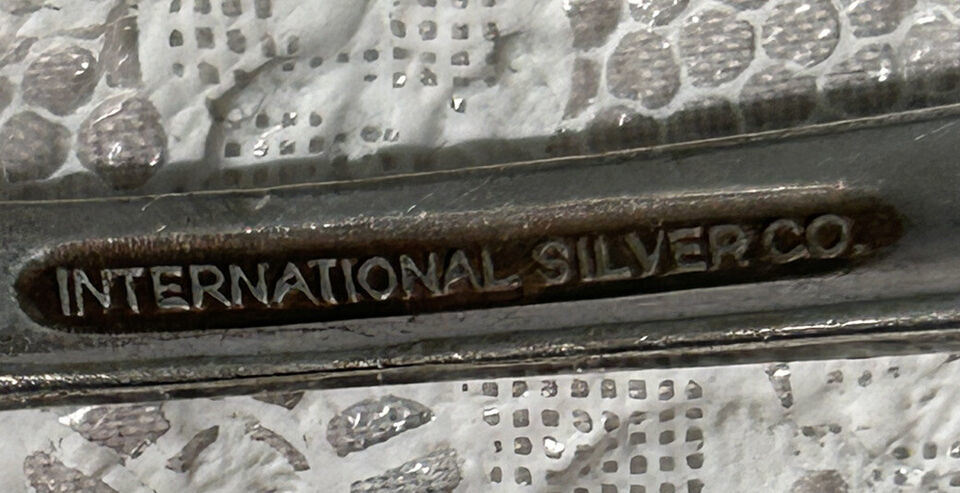 INTERNATIONAL SILVER CO.